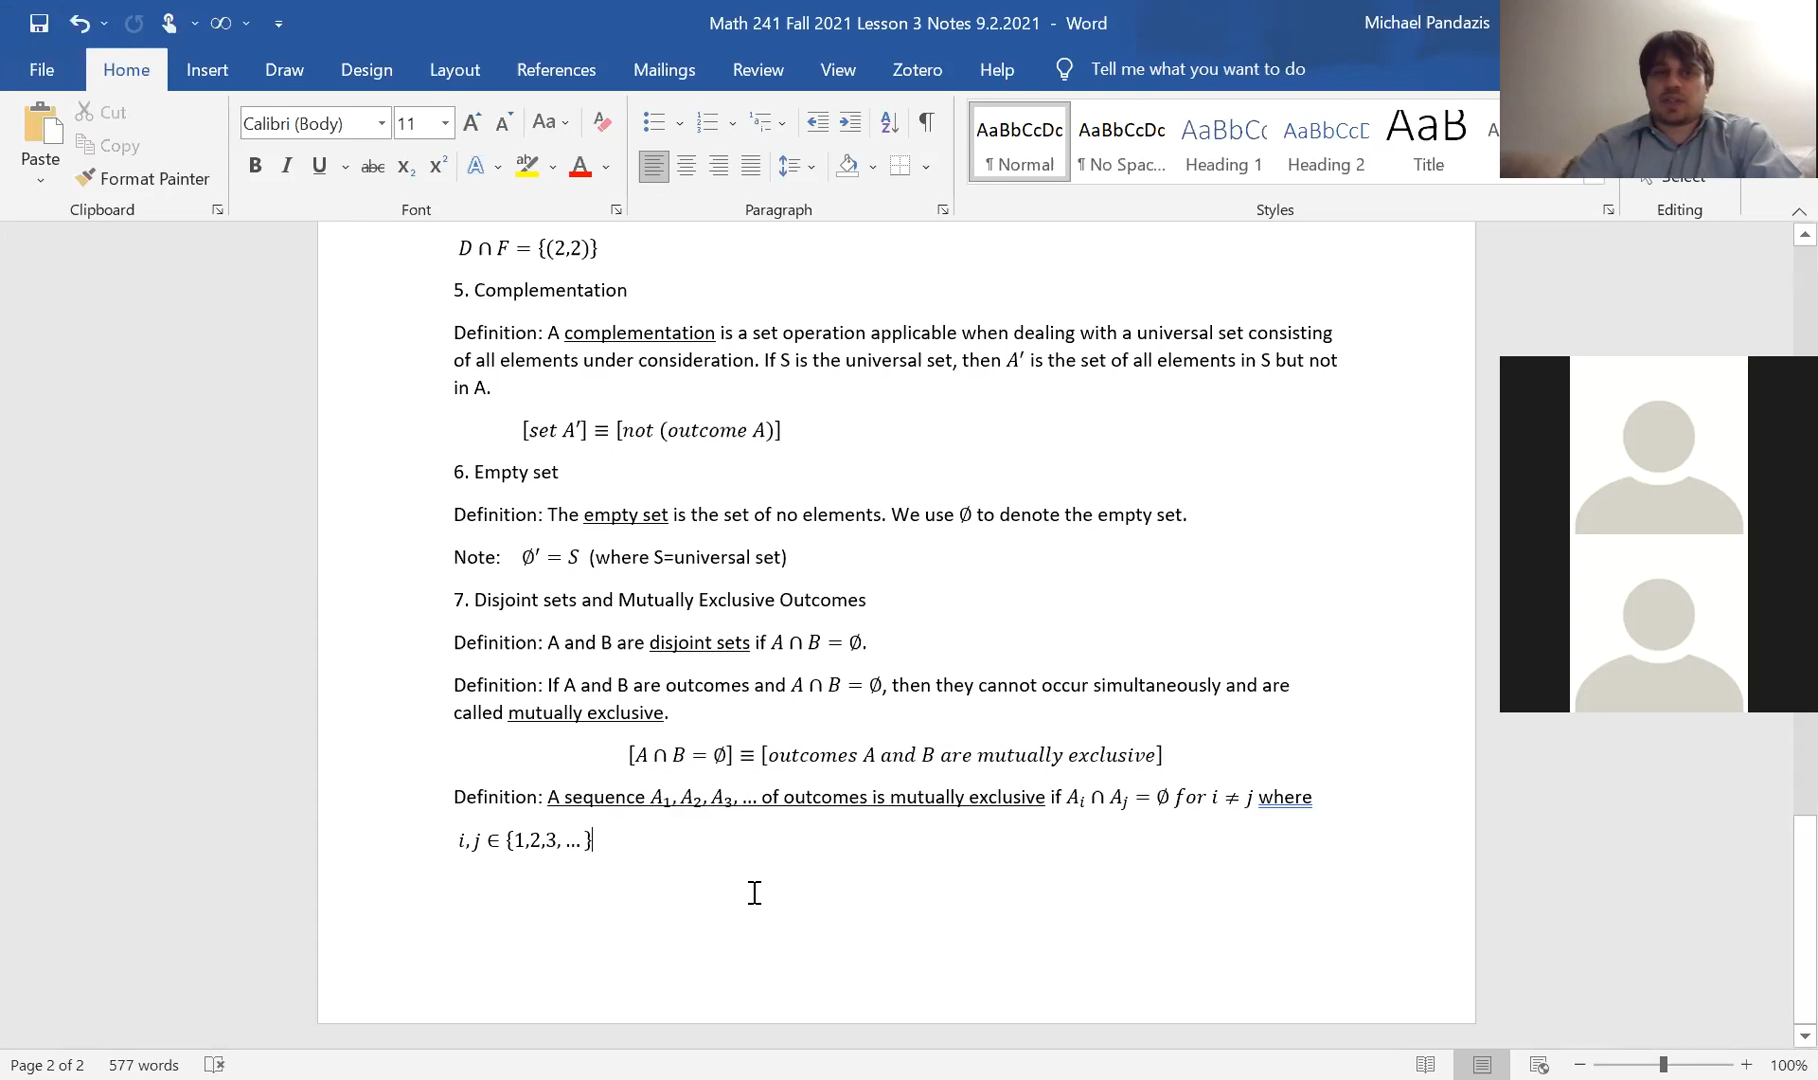 Math 241 Fall 2021 Lesson 3 Notes 9.2.2021 - Word
Michael Pandazis
File Home Insert Draw Design Layout References Mailings Review View Zotero Help Tell me what you want to do
Paste
Cut
Copy
Format Painter
Calibri (Body) 11
AaBbCcDc AaBbCcDc AaBbCc AaBbCcD AaB
¶ Normal ¶ No Spac... Heading 1 Heading 2 Title
Clipboard Font Paragraph Styles Editing
D ∩ F = {(2,2)}
5. Complementation
Definition: A complementation is a set operation applicable when dealing with a universal set consisting
of all elements under consideration. If S is the universal set, then A′ is the set of all elements in S but not
in A.
[set A′] ≡ [not (outcome A)]
6. Empty set
Definition: The empty set is the set of no elements. We use ∅ to denote the empty set.
Note: ∅′ = S (where S=universal set)
7. Disjoint sets and Mutually Exclusive Outcomes
Definition: A and B are disjoint sets if A ∩ B = ∅.
Definition: If A and B are outcomes and A ∩ B = ∅, then they cannot occur simultaneously and are
called mutually exclusive.
[A ∩ B = ∅] ≡ [outcomes A and B are mutually exclusive]
Definition: A sequence A₁, A₂, A₃, … of outcomes is mutually exclusive if Aᵢ ∩ Aⱼ = ∅ for i ≠ j where
i, j ∈ {1,2,3, … }
Page 2 of 2 577 words 100%